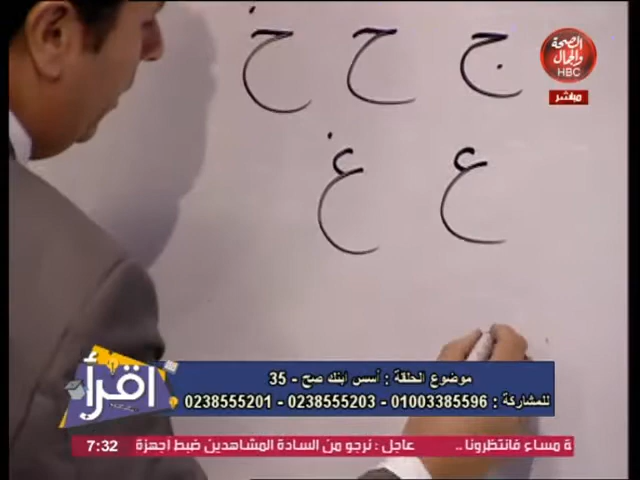 ج ح خ
ع غ
الصحة
والجمال
HBC
مباشر
اقرأ
موضوع الحلقة : أسس ابنك صح - 35
للمشاركة : 01003385596 - 0238555203 - 0238555201
7:32 عاجل : نرجو من السادة المشاهدين ضبط اجهزة
ة مساء فانتظرونا ..